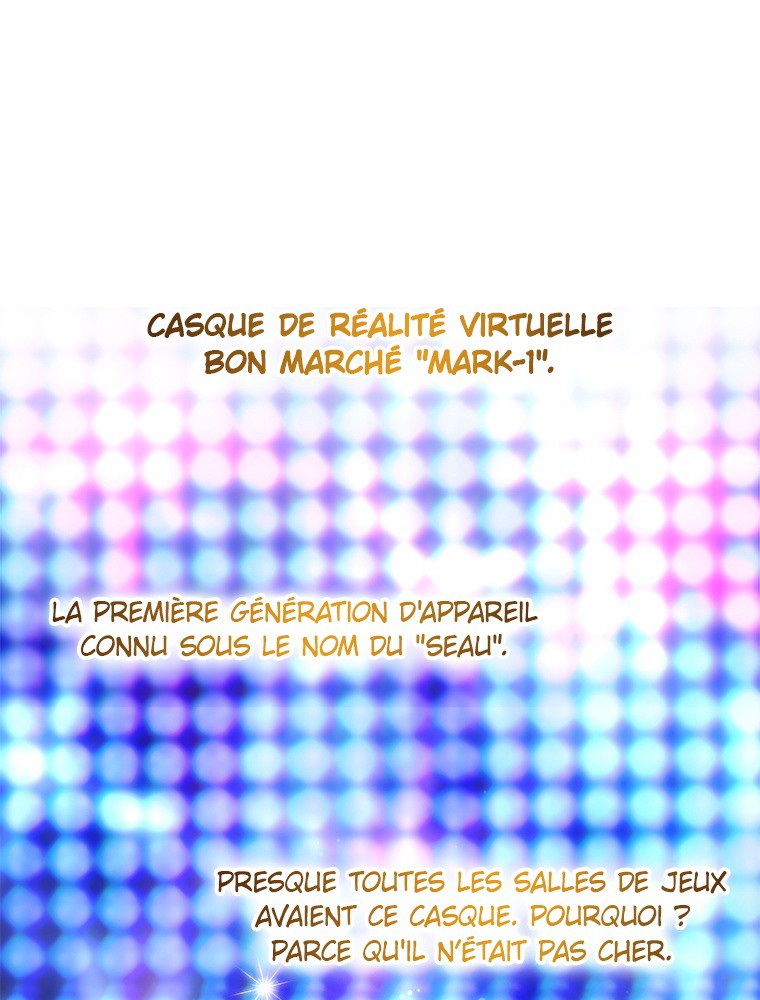 CASQUE DE RÉALITÉ VIRTUELLE
BON MARCHÉ "MARK-1".
LA PREMIÈRE GÉNÉRATION D'APPAREIL
CONNU SOUS LE NOM DU "SEAU".
PRESQUE TOUTES LES SALLES DE JEUX
AVAIENT CE CASQUE. POURQUOI ?
PARCE QU'IL N'ÉTAIT PAS CHER.